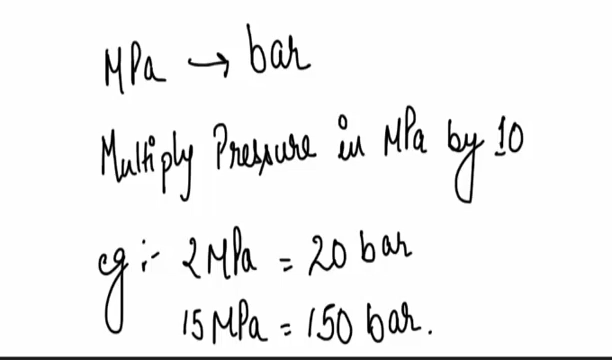 MPa → bar
Multiply Pressure in MPa by 10
eg :- 2 MPa = 20 bar
15 MPa = 150 bar.